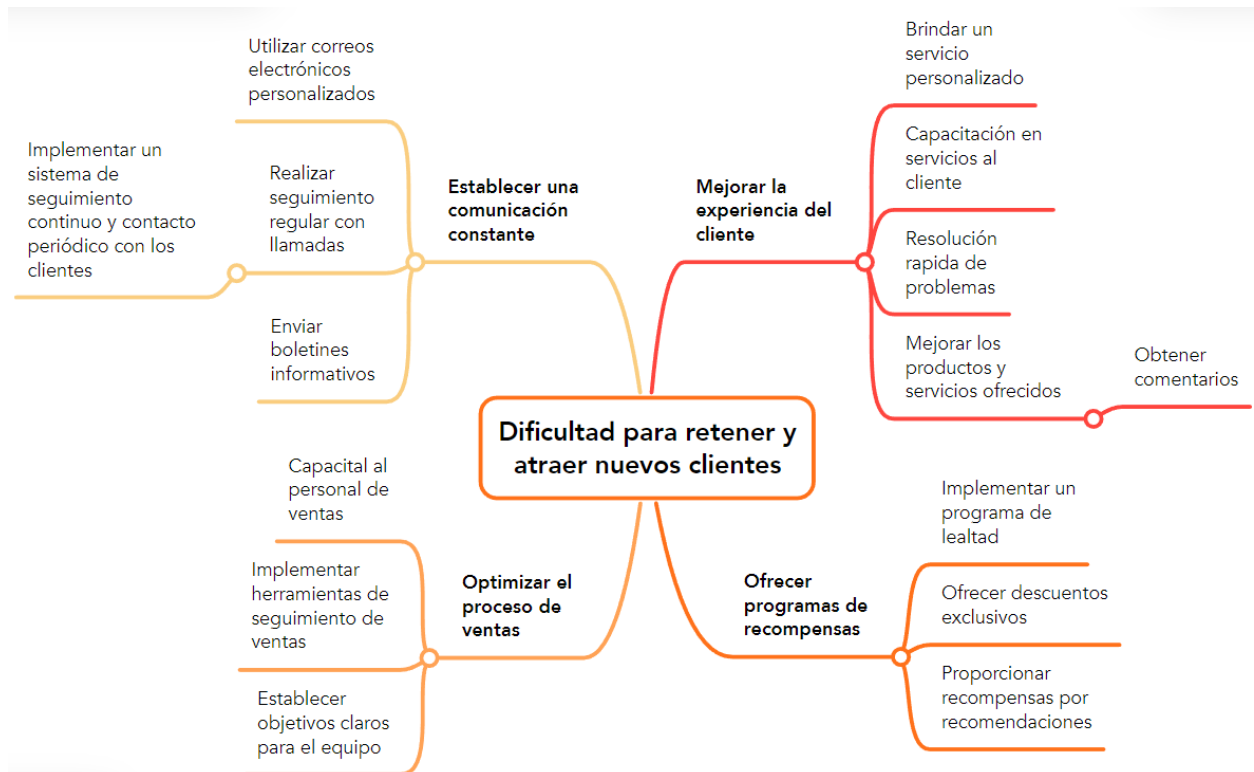 Utilizar correos
electrónicos
personalizados
Implementar un
sistema de
seguimiento
continuo y contacto
periódico con los
clientes
Realizar
seguimiento
regular con
llamadas
Enviar
boletines
informativos
Establecer una
comunicación
constante
Mejorar la
experiencia del
cliente
Brindar un
servicio
personalizado
Capacitación en
servicios al
cliente
Resolución
rapida de
problemas
Mejorar los
productos y
servicios ofrecidos
Obtener
comentarios
Dificultad para retener y
atraer nuevos clientes
Capacital al
personal de
ventas
Implementar
herramientas de
seguimiento de
ventas
Establecer
objetivos claros
para el equipo
Optimizar el
proceso de
ventas
Ofrecer
programas de
recompensas
Implementar un
programa de
lealtad
Ofrecer descuentos
exclusivos
Proporcionar
recompensas por
recomendaciones